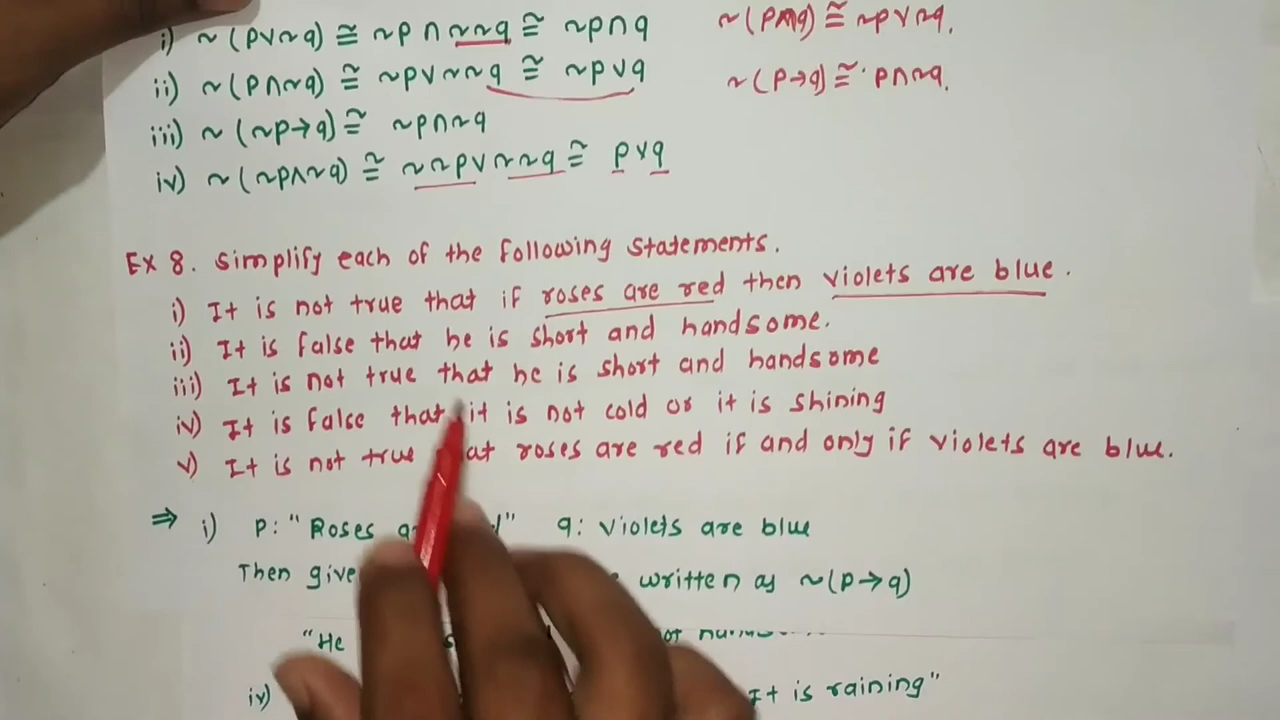 i) ~(p∨~q) ≅ ~p ∩ ~~q ≅ ~p∩q
ii) ~(p∩~q) ≅ ~p∨~~q ≅ ~p∨q
iii) ~(~p→q) ≅ ~p∩~q
iv) ~(~p∧~q) ≅ ~~p∨~~q ≅ p∨q
~(p∩q) ≅ ~p∨~q.
~(p→q) ≅ p∩~q.
Ex 8. Simplify each of the following statements.
i) It is not true that if roses are red then violets are blue.
ii) It is false that he is short and handsome.
iii) It is not true that he is short and handsome
iv) It is false that it is not cold or it is shining
v) It is not true roses are red if and only if violets are blue.
⇒ i) p: "Roses q: violets are blue
Then written as ~(p→q)
"He
iv) It is raining"